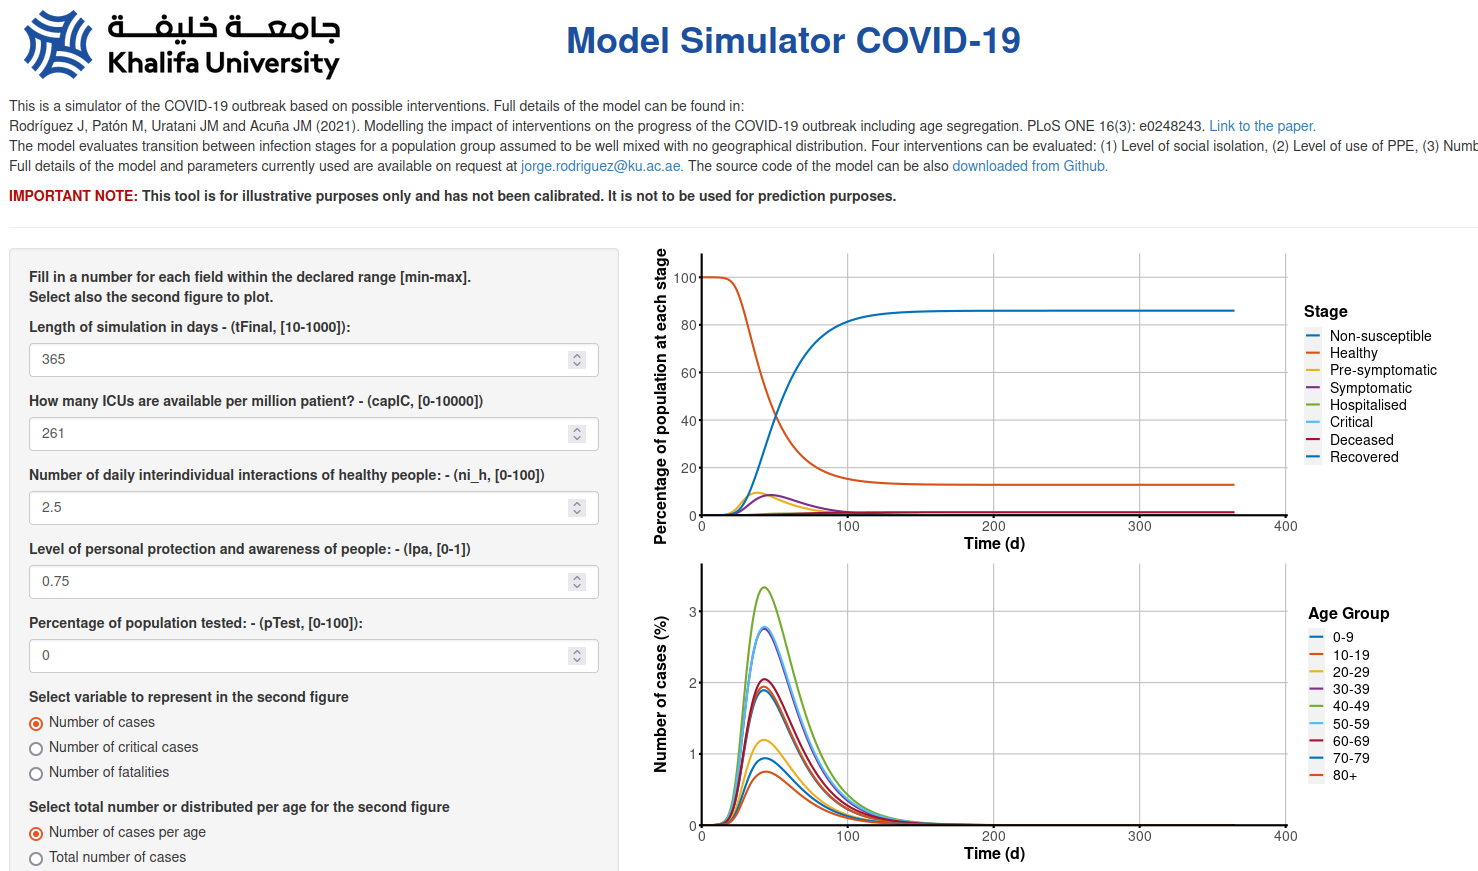 جامعة خليفة
Khalifa University
Model Simulator COVID-19
This is a simulator of the COVID-19 outbreak based on possible interventions. Full details of the model can be found in:
Rodríguez J, Patón M, Uratani JM and Acuña JM (2021). Modelling the impact of interventions on the progress of the COVID-19 outbreak including age segregation. PLoS ONE 16(3): e0248243. Link to the paper.
The model evaluates transition between infection stages for a population group assumed to be well mixed with no geographical distribution. Four interventions can be evaluated: (1) Level of social isolation, (2) Level of use of PPE, (3) Numb
Full details of the model and parameters currently used are available on request at jorge.rodriguez@ku.ac.ae. The source code of the model can be also downloaded from Github.
IMPORTANT NOTE: This tool is for illustrative purposes only and has not been calibrated. It is not to be used for prediction purposes.
Fill in a number for each field within the declared range [min-max].
Select also the second figure to plot.
Length of simulation in days - (tFinal, [10-1000]):
365
How many ICUs are available per million patient? - (capIC, [0-10000])
261
Number of daily interindividual interactions of healthy people: - (ni_h, [0-100])
2.5
Level of personal protection and awareness of people: - (lpa, [0-1])
0.75
Percentage of population tested: - (pTest, [0-100]):
0
Select variable to represent in the second figure
Number of cases
Number of critical cases
Number of fatalities
Select total number or distributed per age for the second figure
Number of cases per age
Total number of cases
Percentage of population at each stage
100
80
60
40
20
0
0 100 200 300 400
Time (d)
Stage
Non-susceptible
Healthy
Pre-symptomatic
Symptomatic
Hospitalised
Critical
Deceased
Recovered
Number of cases (%)
3
2
1
0
0 100 200 300 400
Time (d)
Age Group
0-9
10-19
20-29
30-39
40-49
50-59
60-69
70-79
80+